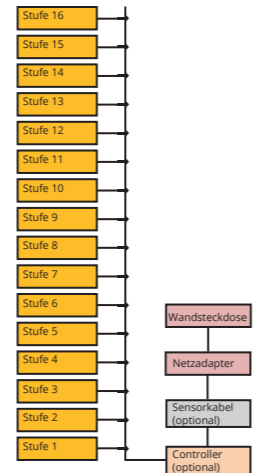 Stufe 16
Stufe 15
Stufe 14
Stufe 13
Stufe 12
Stufe 11
Stufe 10
Stufe 9
Stufe 8
Stufe 7
Stufe 6
Stufe 5
Stufe 4
Stufe 3
Stufe 2
Stufe 1
Wandsteckdose
Netzadapter
Sensorkabel
(optional)
Controller
(optional)